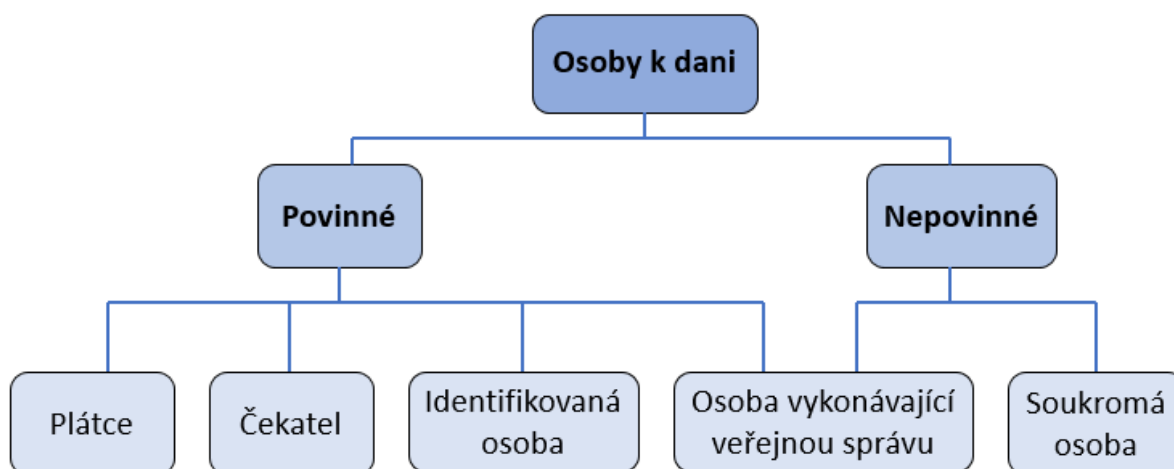 Osoby k dani
Povinné
Nepovinné
Plátce
Čekatel
Identifikovaná
osoba
Osoba vykonávající
veřejnou správu
Soukromá
osoba